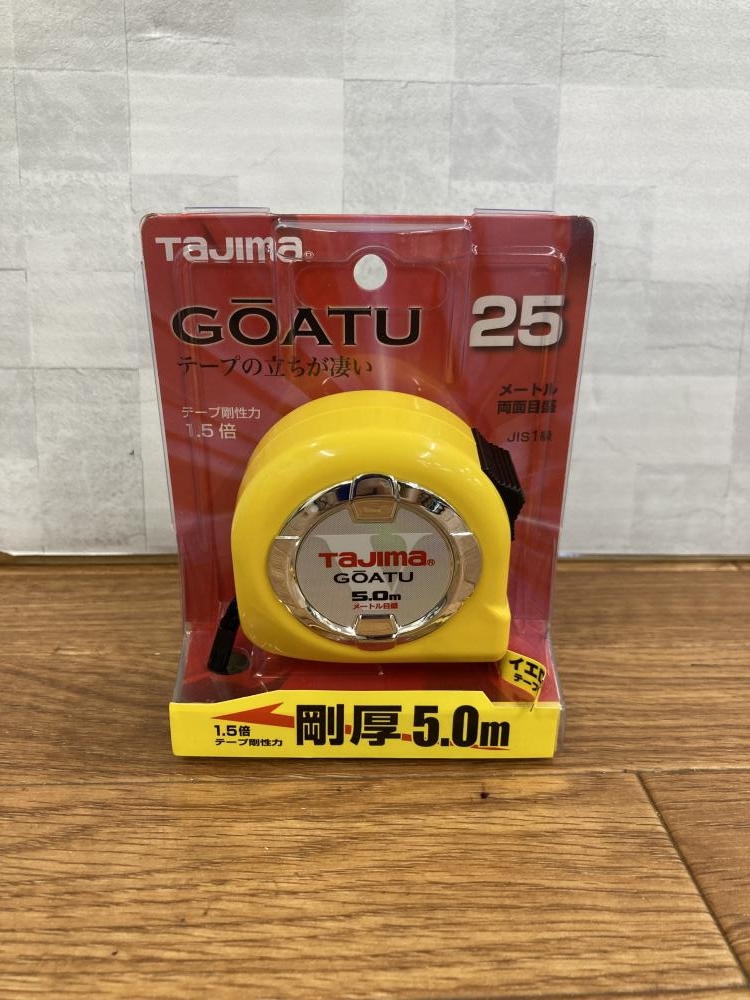 TAJIMA®
GŌATU 25
テープの立ちが凄い
テープ剛性力
1.5倍
メートル
両面目盛
JIS1級
TAJIMA®
GŌATU
5.0m
メートル目盛
テープ
1.5倍
テープ剛性力
剛・厚 5.0m